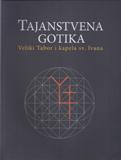 TAJANSTVENA
GOTIKA
Veliki Tabor i kapela sv. Ivana